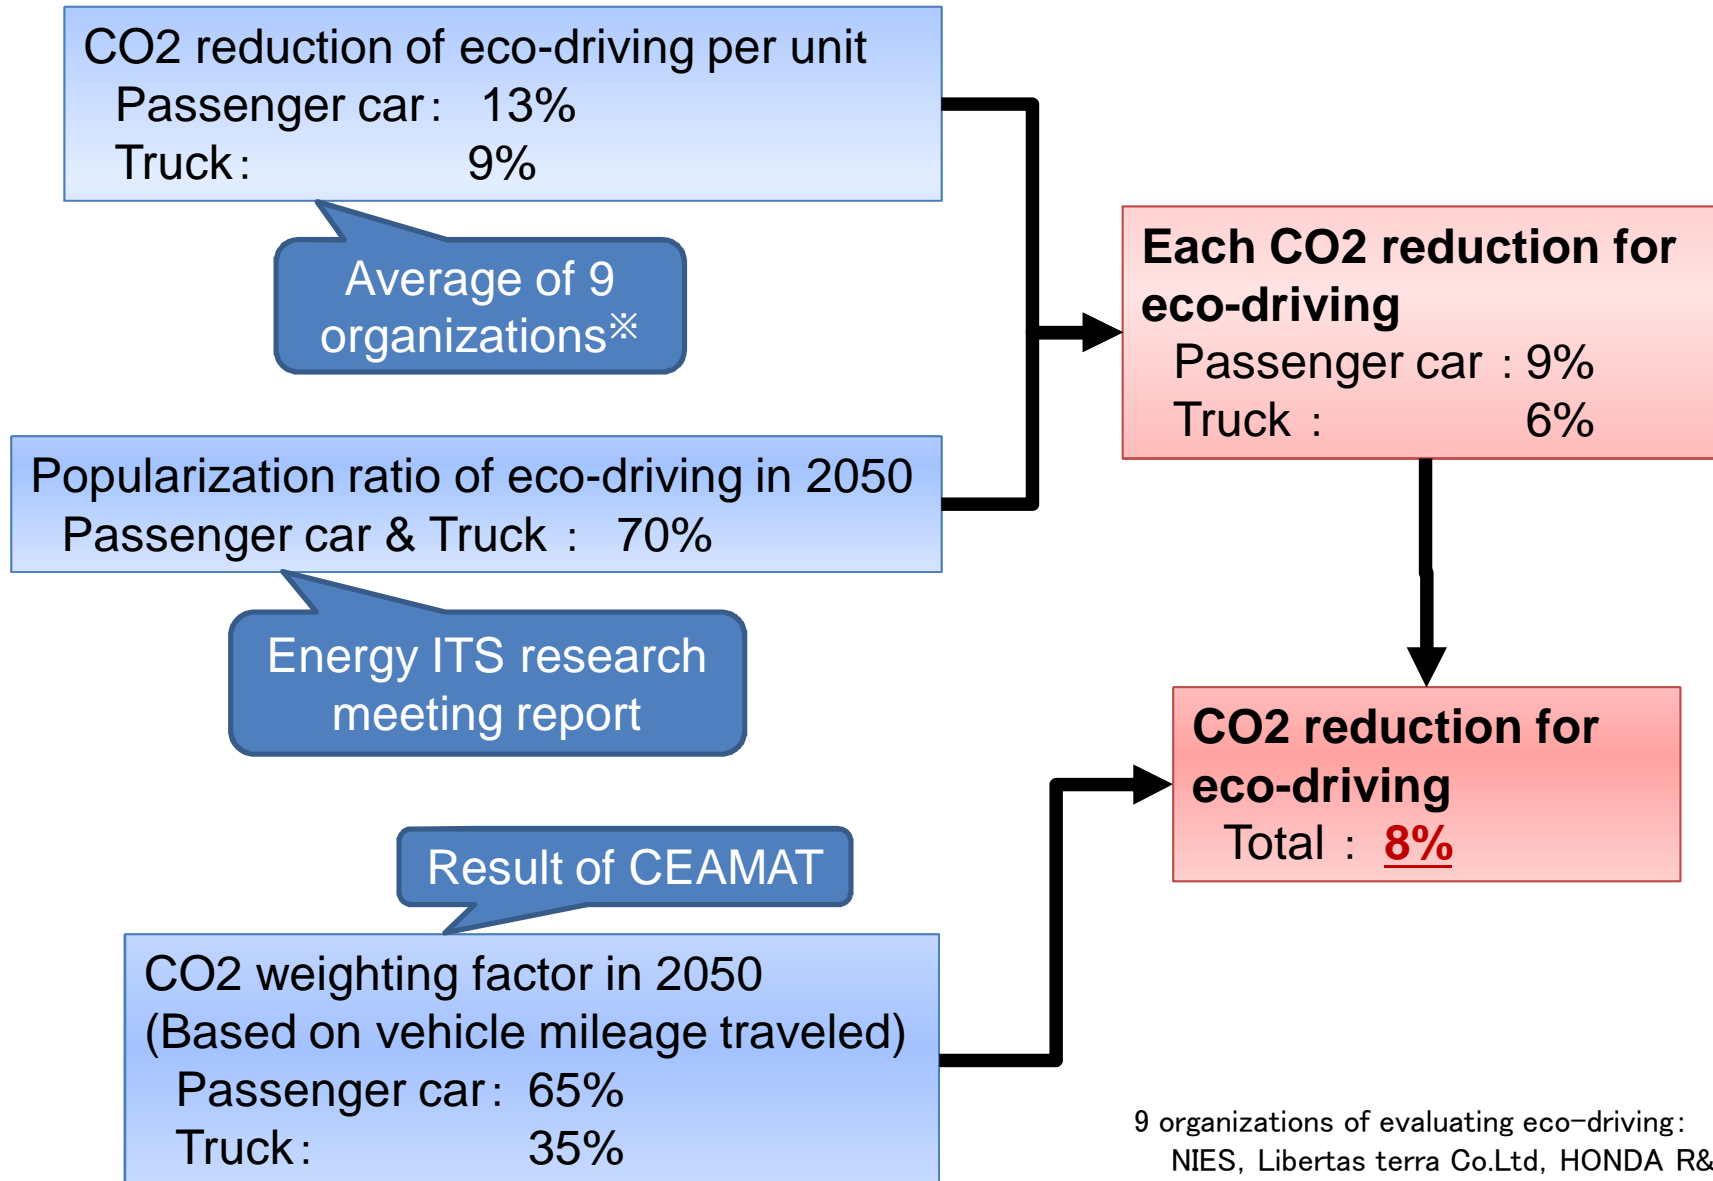 CO2 reduction of eco-driving per unit
Passenger car： 13%
Truck： 9%
Average of 9
organizations※
Each CO2 reduction for
eco-driving
Passenger car ：9%
Truck ： 6%
Popularization ratio of eco-driving in 2050
Passenger car & Truck ： 70%
Energy ITS research
meeting report
CO2 reduction for
eco-driving
Total ： 8%
Result of CEAMAT
CO2 weighting factor in 2050
(Based on vehicle mileage traveled)
Passenger car： 65%
Truck： 35%
9 organizations of evaluating eco-driving：
NIES, Libertas terra Co.Ltd, HONDA R&